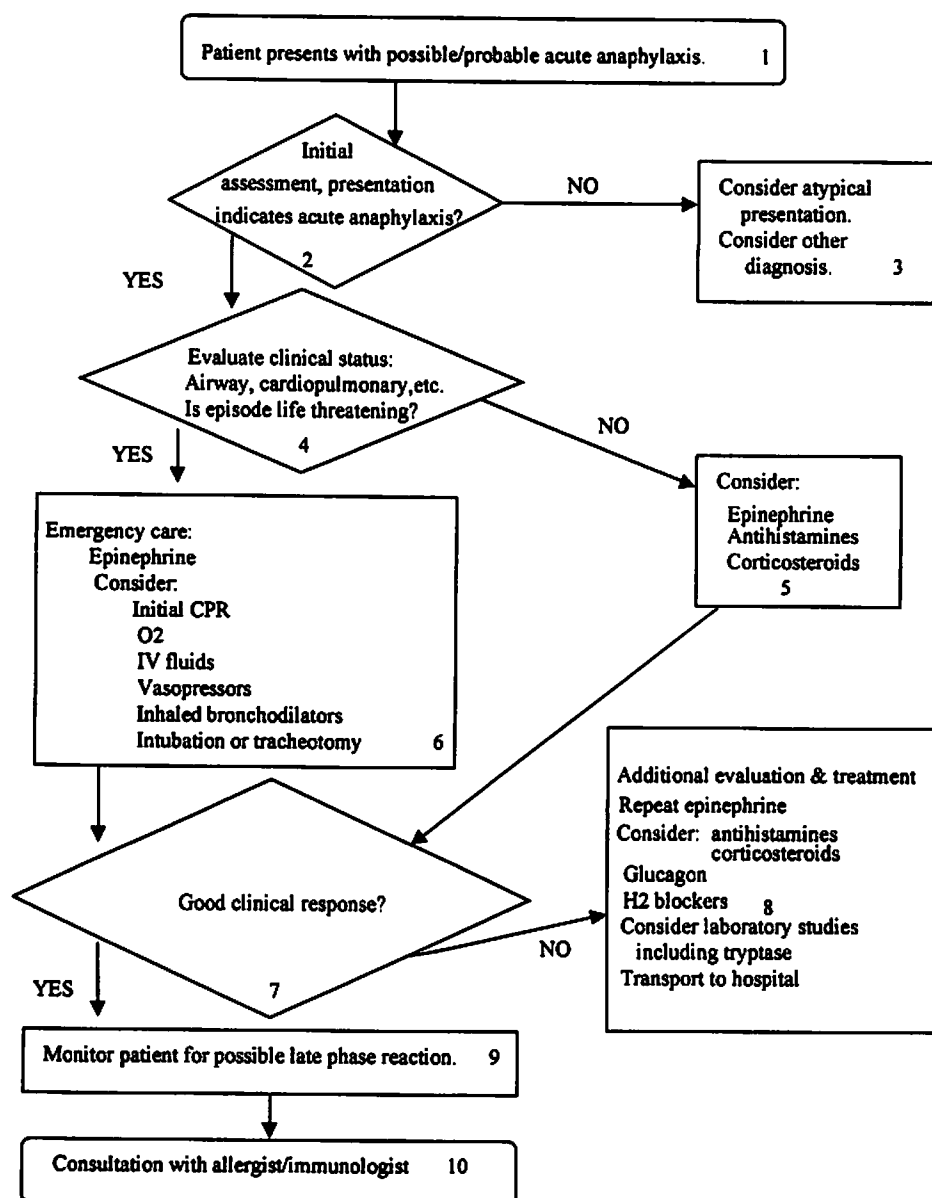 Patient presents with possible/probable acute anaphylaxis. 1
Initial
assessment, presentation
indicates acute anaphylaxis?
2
NO
Consider atypical
presentation.
Consider other
diagnosis. 3
YES
Evaluate clinical status:
Airway, cardiopulmonary,etc.
Is episode life threatening?
4
NO
YES
Consider:
Epinephrine
Antihistamines
Corticosteroids
5
Emergency care:
Epinephrine
Consider:
Initial CPR
O2
IV fluids
Vasopressors
Inhaled bronchodilators
Intubation or tracheotomy 6
Good clinical response?
7
NO
Additional evaluation & treatment
Repeat epinephrine
Consider: antihistamines
corticosteroids
Glucagon
H2 blockers 8
Consider laboratory studies
including tryptase
Transport to hospital
YES
Monitor patient for possible late phase reaction. 9
Consultation with allergist/immunologist 10